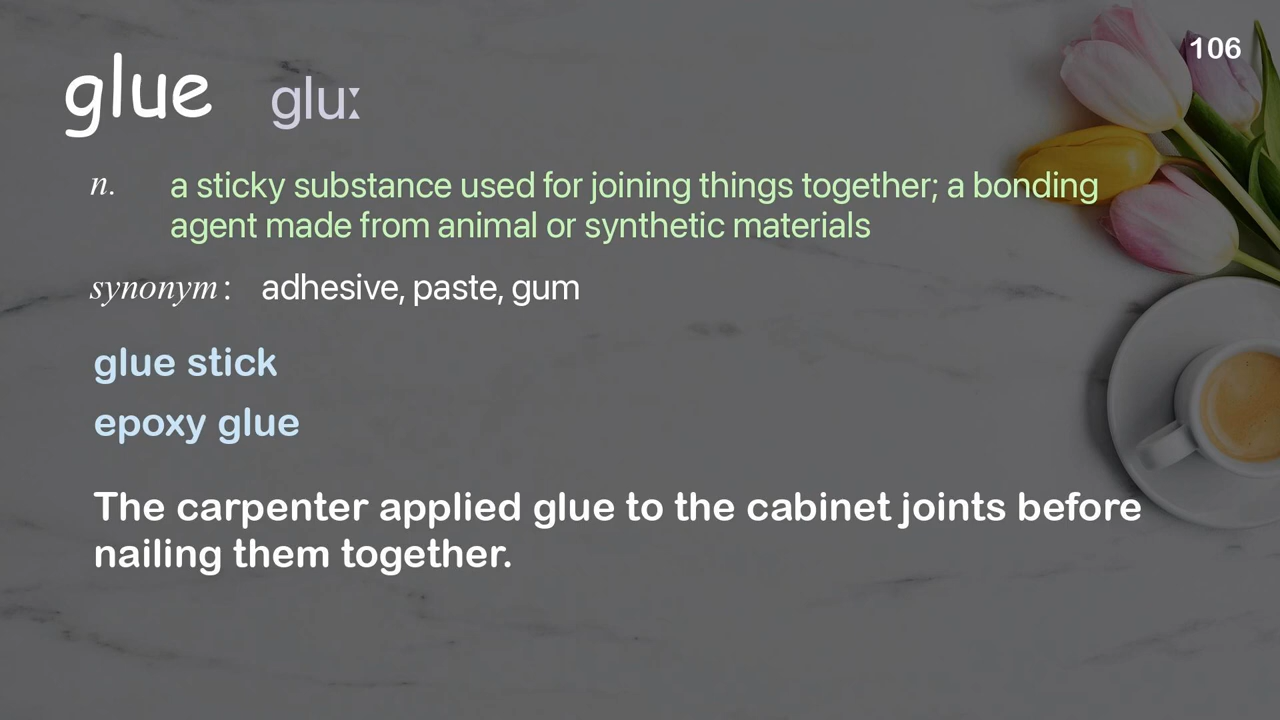 106
glue gluː
n. a sticky substance used for joining things together; a bonding
agent made from animal or synthetic materials
synonym: adhesive, paste, gum
glue stick
epoxy glue
The carpenter applied glue to the cabinet joints before
nailing them together.